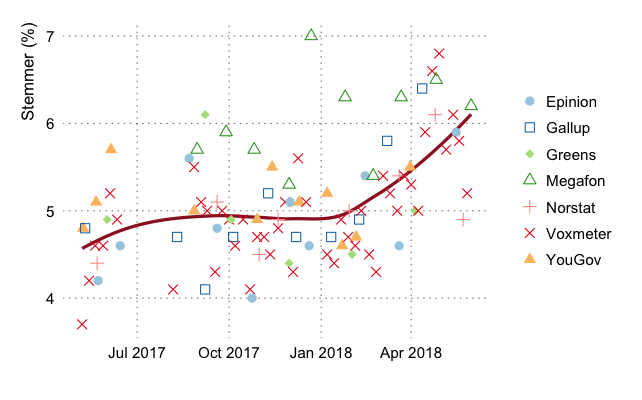 Stemmer (%)
7
6
5
4
Jul 2017
Oct 2017
Jan 2018
Apr 2018
Epinion
Gallup
Greens
Megafon
Norstat
Voxmeter
YouGov